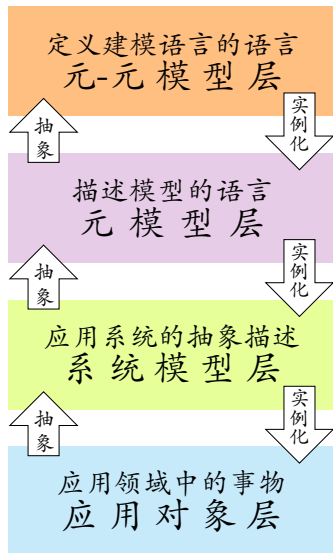 定义建模语言的语言
元-元模型层
抽象
实例化
描述模型的语言
元模型层
抽象
实例化
应用系统的抽象描述
系统模型层
抽象
实例化
应用领域中的事物
应用对象层